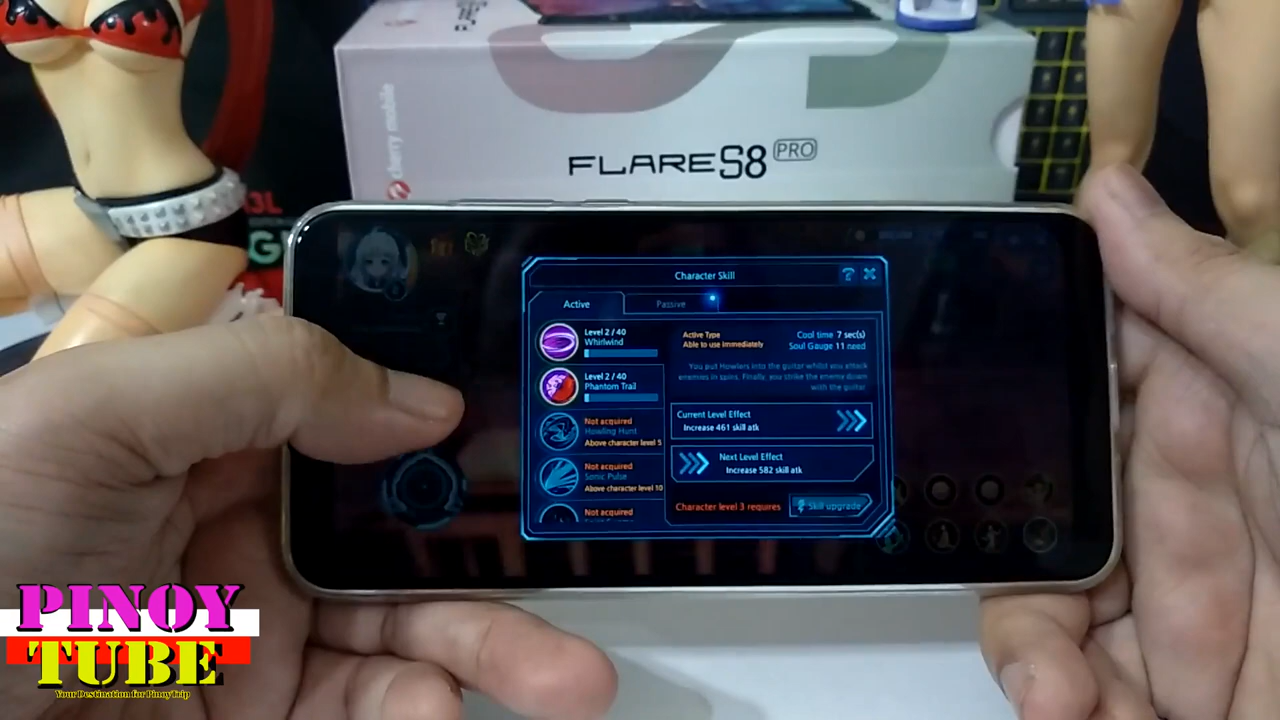 cherry mobile
FLARE S8 PRO
Character Skill
Active
Passive
Level 2 / 40
Whirlwind
Level 2 / 40
Phantom Trail
Not acquired
Howling Hunt
Above character level 5
Not acquired
Sonic Pulse
Above character level 10
Not acquired
Active Type
Able to use immediately
Cool time 7 sec(s)
Soul Gauge 11 need
You put Howlers into the guitar whilst you attack
enemies in spins. Finally, you strike the enemy down
with the guitar
Current Level Effect
Increase 461 skill atk
Next Level Effect
Increase 582 skill atk
Character level 3 requires
Skill upgrade
PINOY
TUBE
Your Destination for PinoyTrip